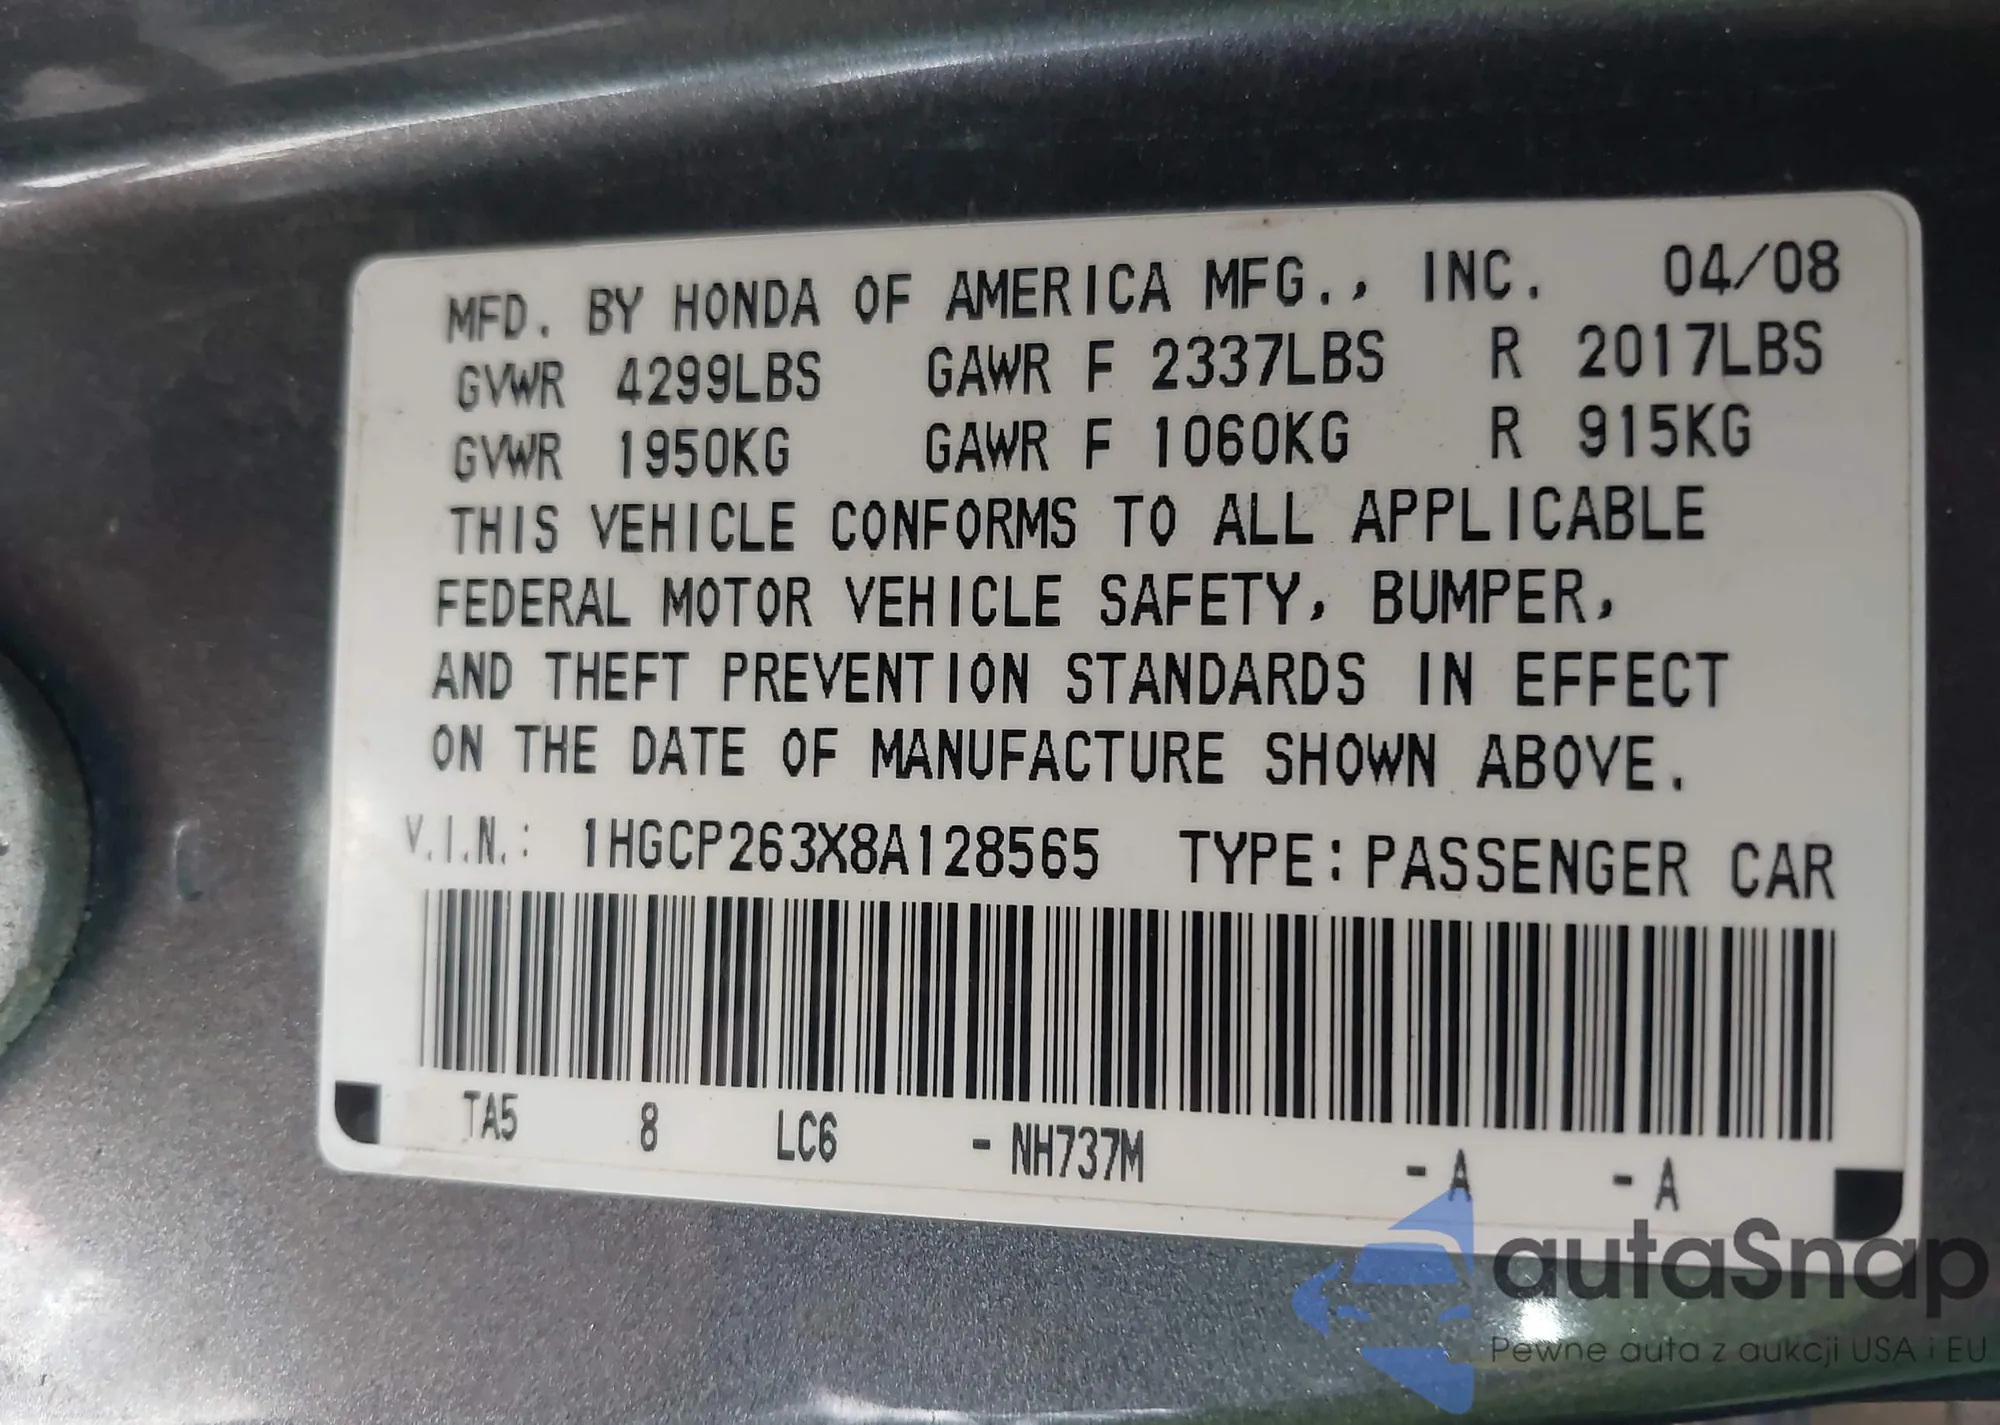 MFD. BY HONDA OF AMERICA MFG., INC. 04/08
GVWR 4299LBS GAWR F 2337LBS R 2017LBS
GVWR 1950KG GAWR F 1060KG R 915KG
THIS VEHICLE CONFORMS TO ALL APPLICABLE
FEDERAL MOTOR VEHICLE SAFETY, BUMPER,
AND THEFT PREVENTION STANDARDS IN EFFECT
ON THE DATE OF MANUFACTURE SHOWN ABOVE.
V.I.N.: 1HGCP263X8A128565 TYPE: PASSENGER CAR
TA5 8 LC6 - NH737M - A - A
autaSnap
Pewne auta z aukcji USA i EU